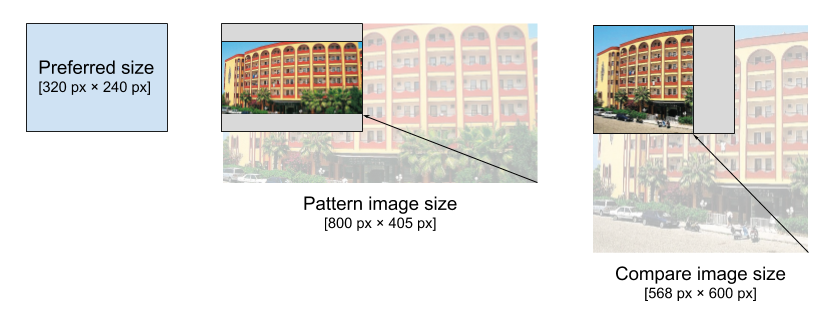 Preferred size
[320 px × 240 px]
Pattern image size
[800 px × 405 px]
Compare image size
[568 px × 600 px]